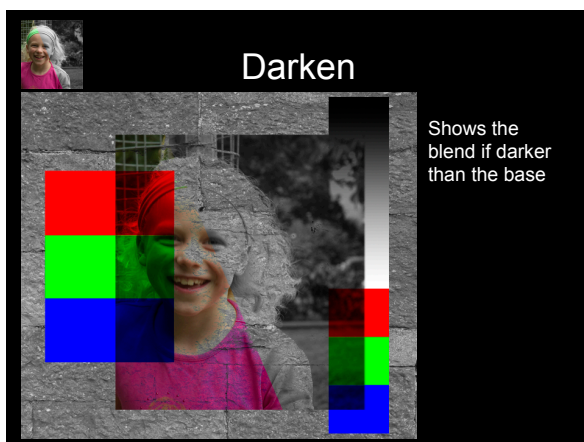 Darken
Shows the
blend if darker
than the base